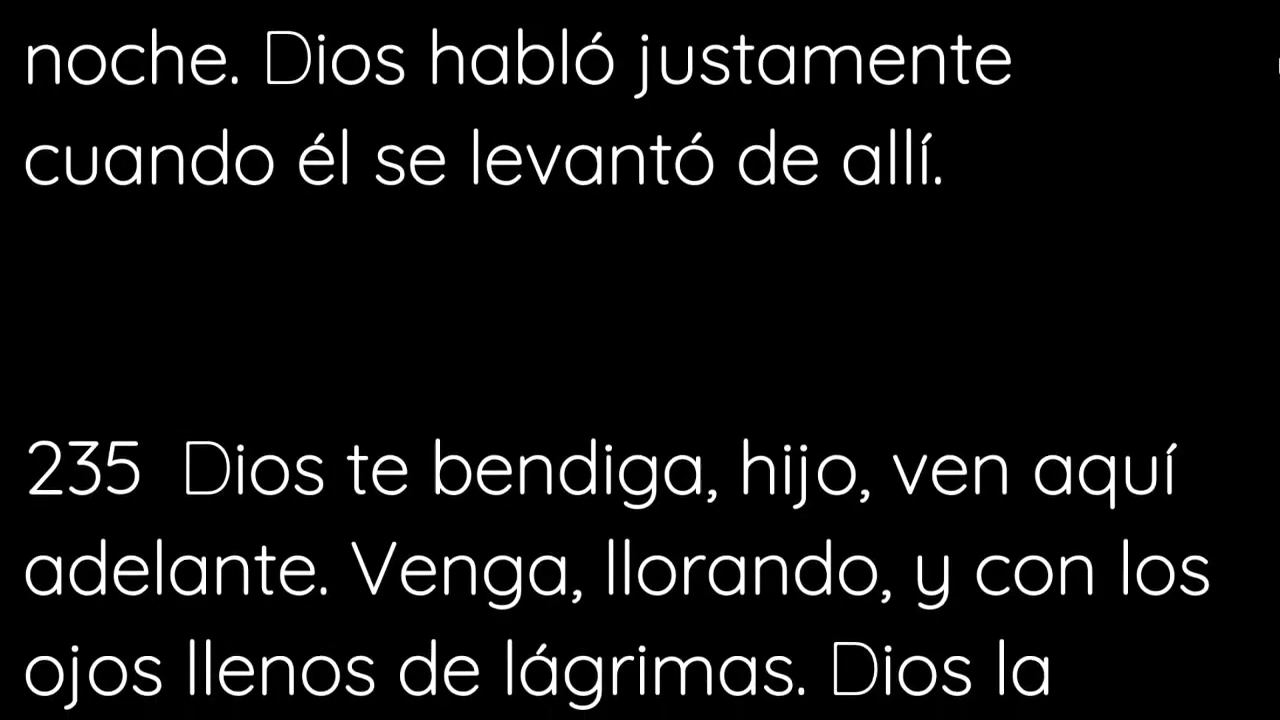 noche. Dios habló justamente
cuando él se levantó de allí.
235 Dios te bendiga, hijo, ven aquí
adelante. Venga, llorando, y con los
ojos llenos de lágrimas. Dios la